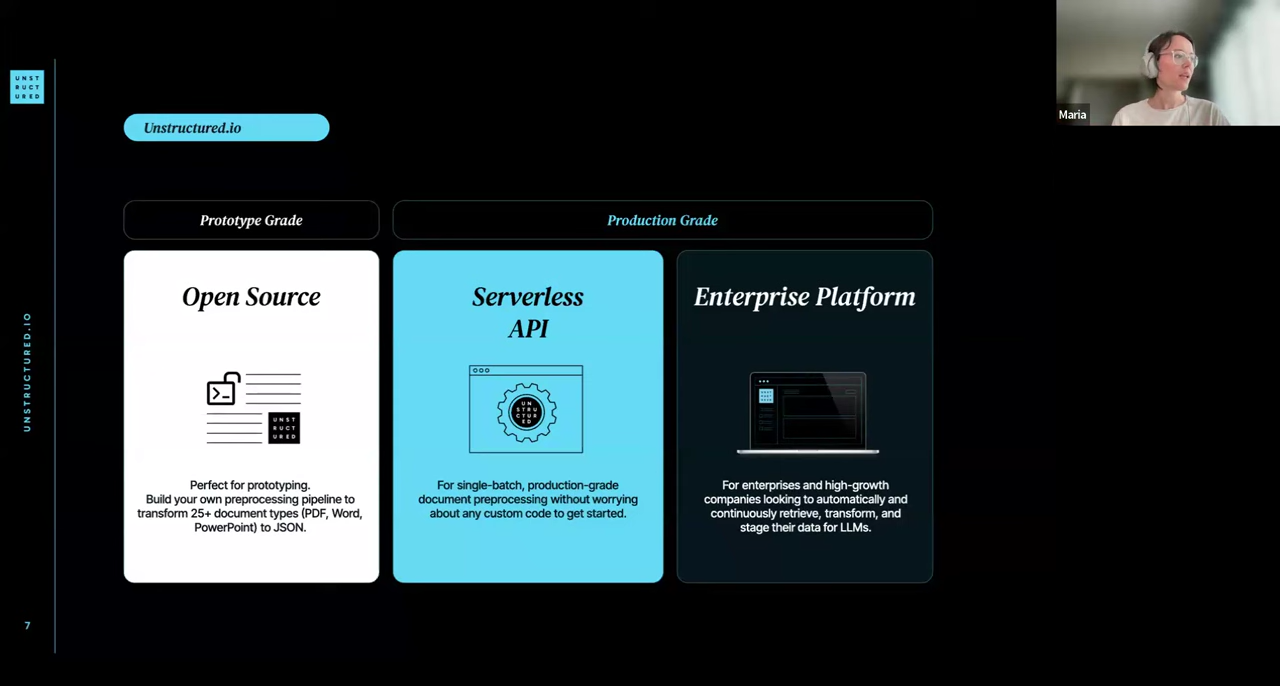 UNST
RUCT
URED
Unstructured.io
Maria
Prototype Grade
Production Grade
Open Source
UNST
RUCT
URED
Perfect for prototyping.
Build your own preprocessing pipeline to
transform 25+ document types (PDF, Word,
PowerPoint) to JSON.
Serverless
API
UN
STRU
CTUR
ED
For single-batch, production-grade
document preprocessing without worrying
about any custom code to get started.
Enterprise Platform
UNST
RUCT
URED
For enterprises and high-growth
companies looking to automatically and
continuously retrieve, transform, and
stage their data for LLMs.
UNSTRUCTURED.IO
7